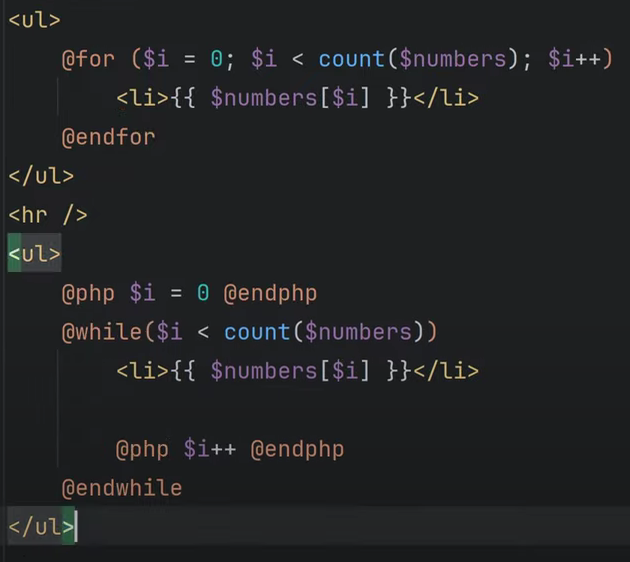 <ul>
    @for ($i = 0; $i < count($numbers); $i++)
        <li>{{ $numbers[$i] }}</li>
    @endfor
</ul>
<hr />
<ul>
    @php $i = 0 @endphp
    @while($i < count($numbers))
        <li>{{ $numbers[$i] }}</li>

        @php $i++ @endphp
    @endwhile
</ul>